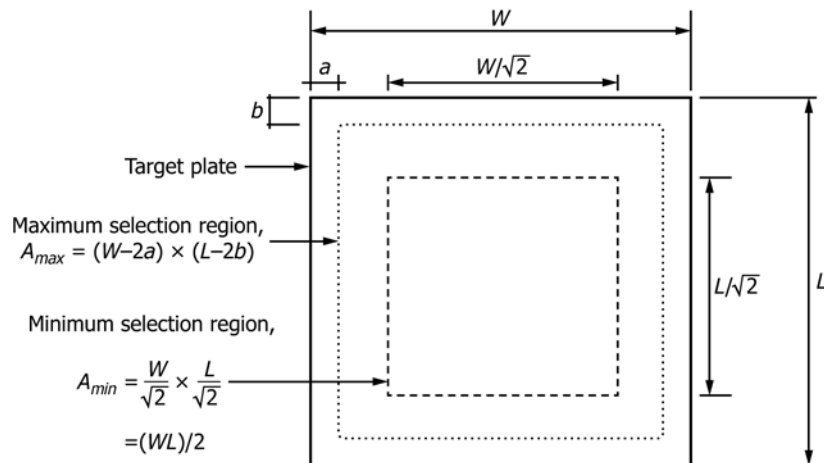 W
a
W/√2
b
Target plate
Maximum selection region,
A_max = (W–2a) × (L–2b)
L/√2
L
Minimum selection region,
A_min = W/√2 × L/√2
=(WL)/2